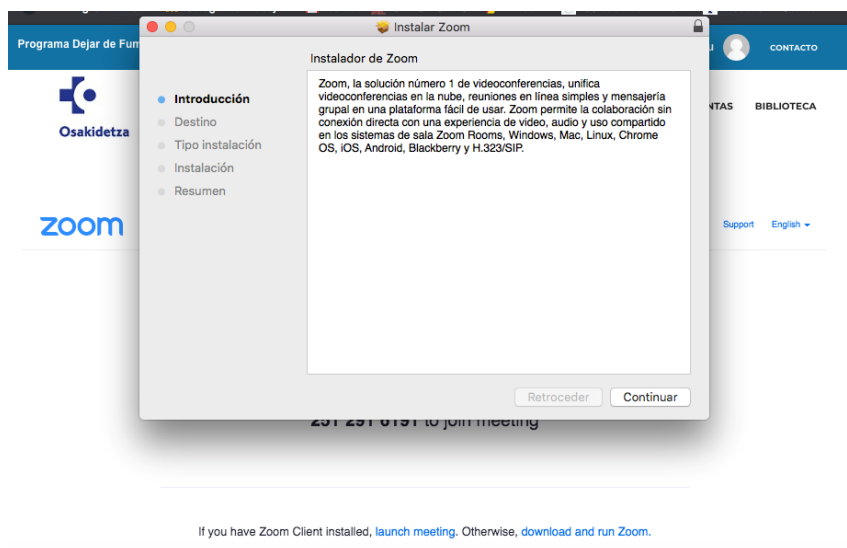 Instalar Zoom
Programa Dejar de Fum
CONTACTO
Instalador de Zoom
Osakidetza
NTAS BIBLIOTECA
Introducción
Destino
Tipo instalación
Instalación
Resumen
Zoom, la solución número 1 de videoconferencias, unifica
videoconferencias en la nube, reuniones en línea simples y mensajería
grupal en una plataforma fácil de usar. Zoom permite la colaboración sin
conexión directa con una experiencia de video, audio y uso compartido
en los sistemas de sala Zoom Rooms, Windows, Mac, Linux, Chrome
OS, iOS, Android, Blackberry y H.323/SIP.
zoom
Support English
Retroceder Continuar
251 291 6191 to join meeting
If you have Zoom Client installed, launch meeting. Otherwise, download and run Zoom.